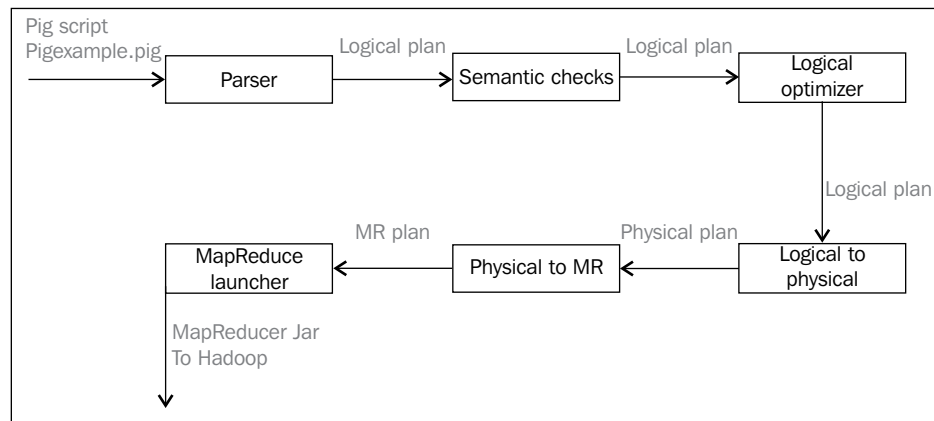 Pig script
Pigexample.pig
Logical plan
Logical plan
Parser
Semantic checks
Logical
optimizer
Logical plan
MR plan
Physical plan
MapReduce
launcher
Physical to MR
Logical to
physical
MapReducer Jar
To Hadoop